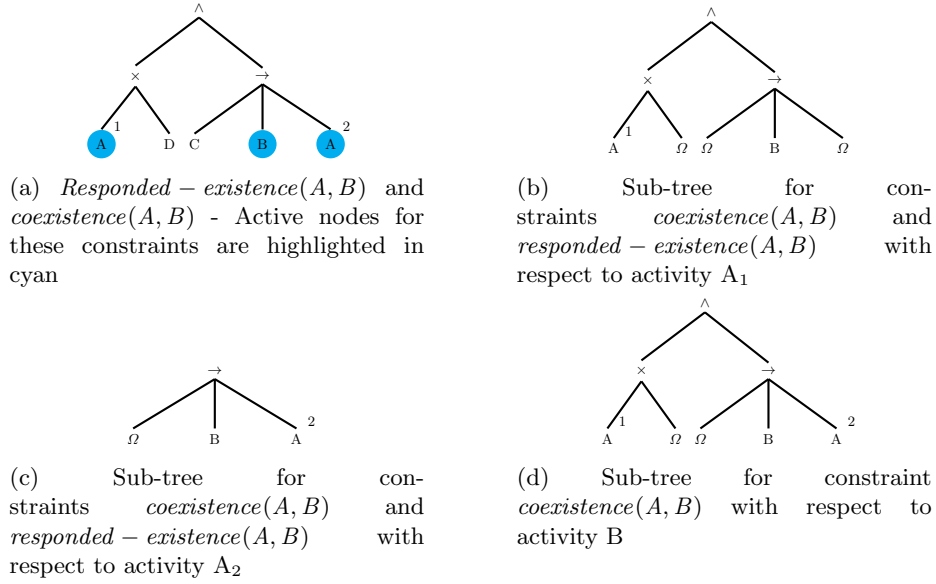 ∧
× →
A 1 D C B A 2
(a) Responded – existence(A, B) and
coexistence(A, B) - Active nodes for
these constraints are highlighted in
cyan
∧
× →
A 1 Ω Ω B Ω
(b) Sub-tree for con-
straints coexistence(A, B) and
responded – existence(A, B) with
respect to activity A₁
→
Ω B A 2
(c) Sub-tree for con-
straints coexistence(A, B) and
responded – existence(A, B) with
respect to activity A₂
∧
× →
A 1 Ω Ω B A 2
(d) Sub-tree for constraint
coexistence(A, B) with respect to
activity B